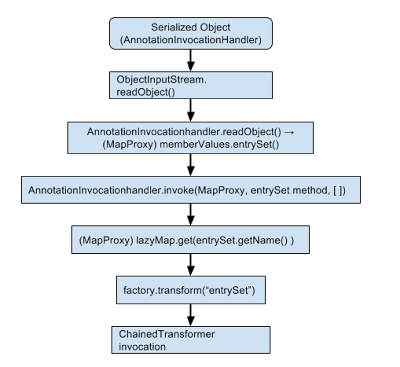 Serialized Object
(AnnotationInvocationHandler)
ObjectInputStream.
readObject()
AnnotationInvocationhandler.readObject() →
(MapProxy) memberValues.entrySet()
AnnotationInvocationhandler.invoke(MapProxy, entrySet method, [ ])
(MapProxy) lazyMap.get(entrySet.getName() )
factory.transform(“entrySet”)
ChainedTransformer
invocation